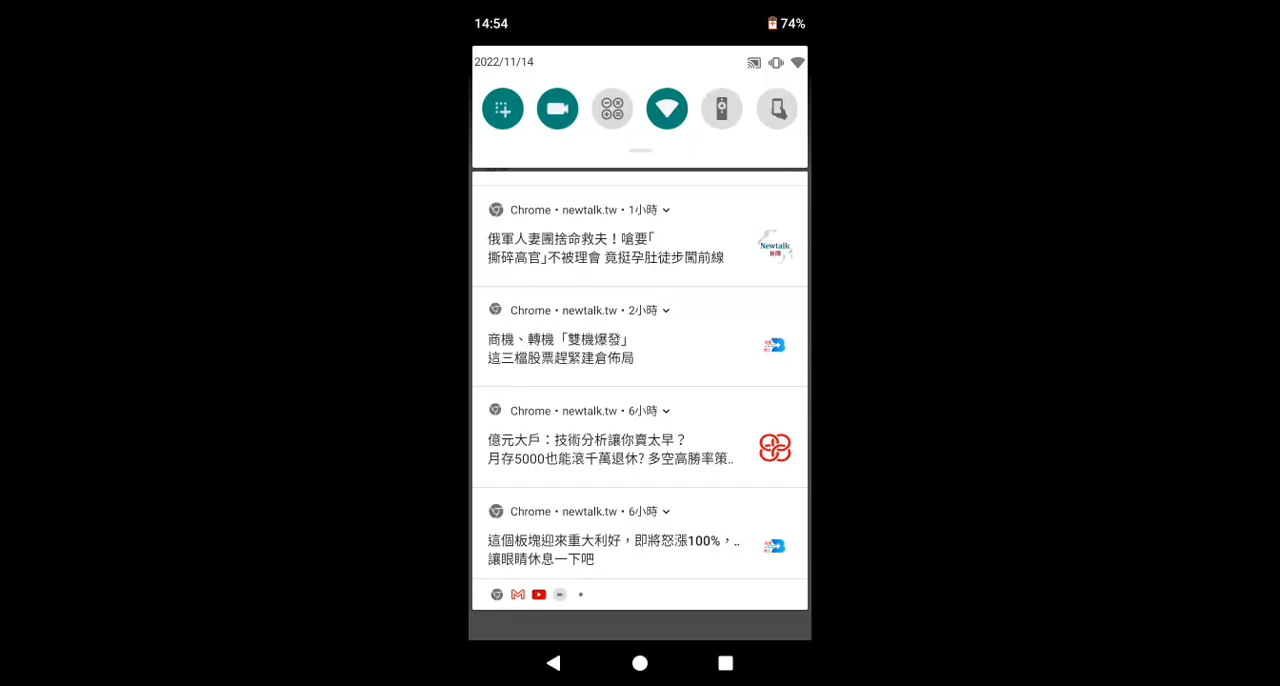 14:54
74%
2022/11/14
Chrome・newtalk.tw・1小時
俄軍人妻團捨命救夫！嗆要「
撕碎高官」不被理會 竟挺孕肚徒步闖前線
Newtalk
新聞
Chrome・newtalk.tw・2小時
商機、轉機「雙機爆發」
這三檔股票趕緊建倉佈局
Chrome・newtalk.tw・6小時
億元大戶：技術分析讓你賣太早？
月存5000也能滾千萬退休? 多空高勝率策..
Chrome・newtalk.tw・6小時
這個板塊迎來重大利好，即將怒漲100%，..
讓眼睛休息一下吧